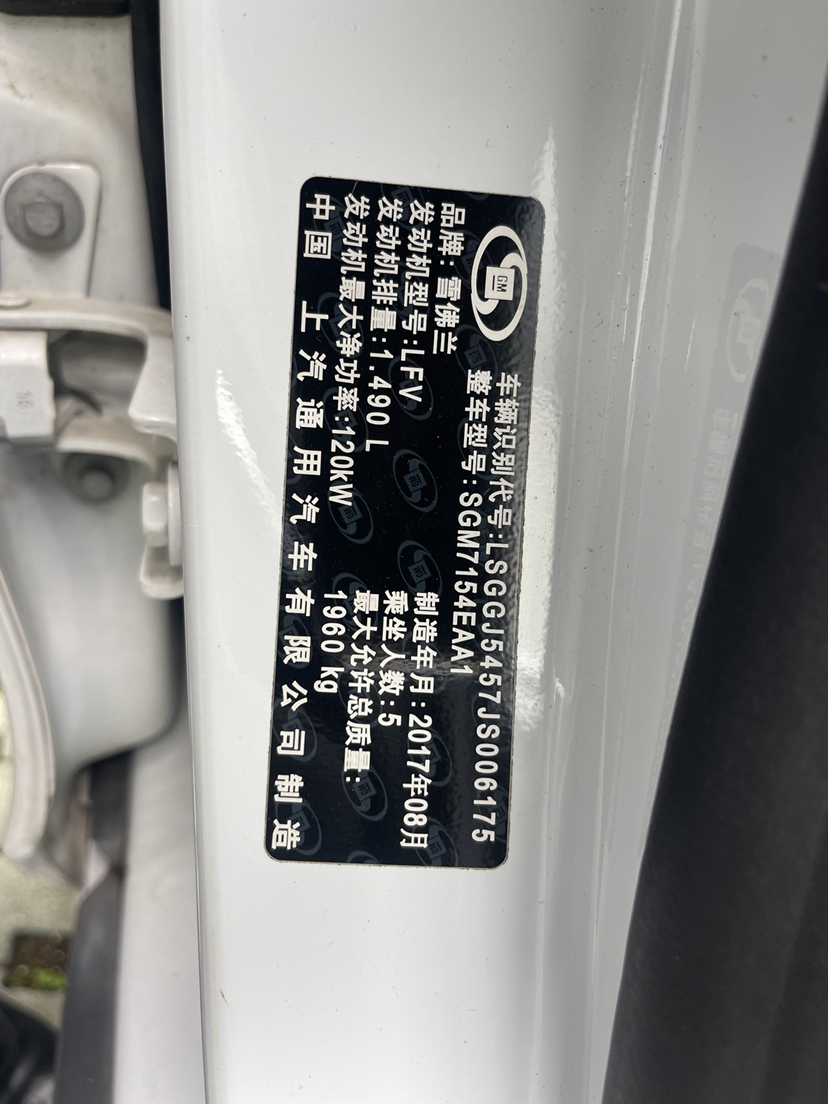 GM
车辆识别代号:LSGGJ5457JS006175
整车型号:SGM7154EAA1
品牌:雪佛兰
发动机型号:LFV
制造年月:2017年08月
发动机排量:1.490 L
乘坐人数:5
发动机最大净功率:120kW
最大允许总质量:
1960 kg
中国 上汽通用汽车有限公司制造